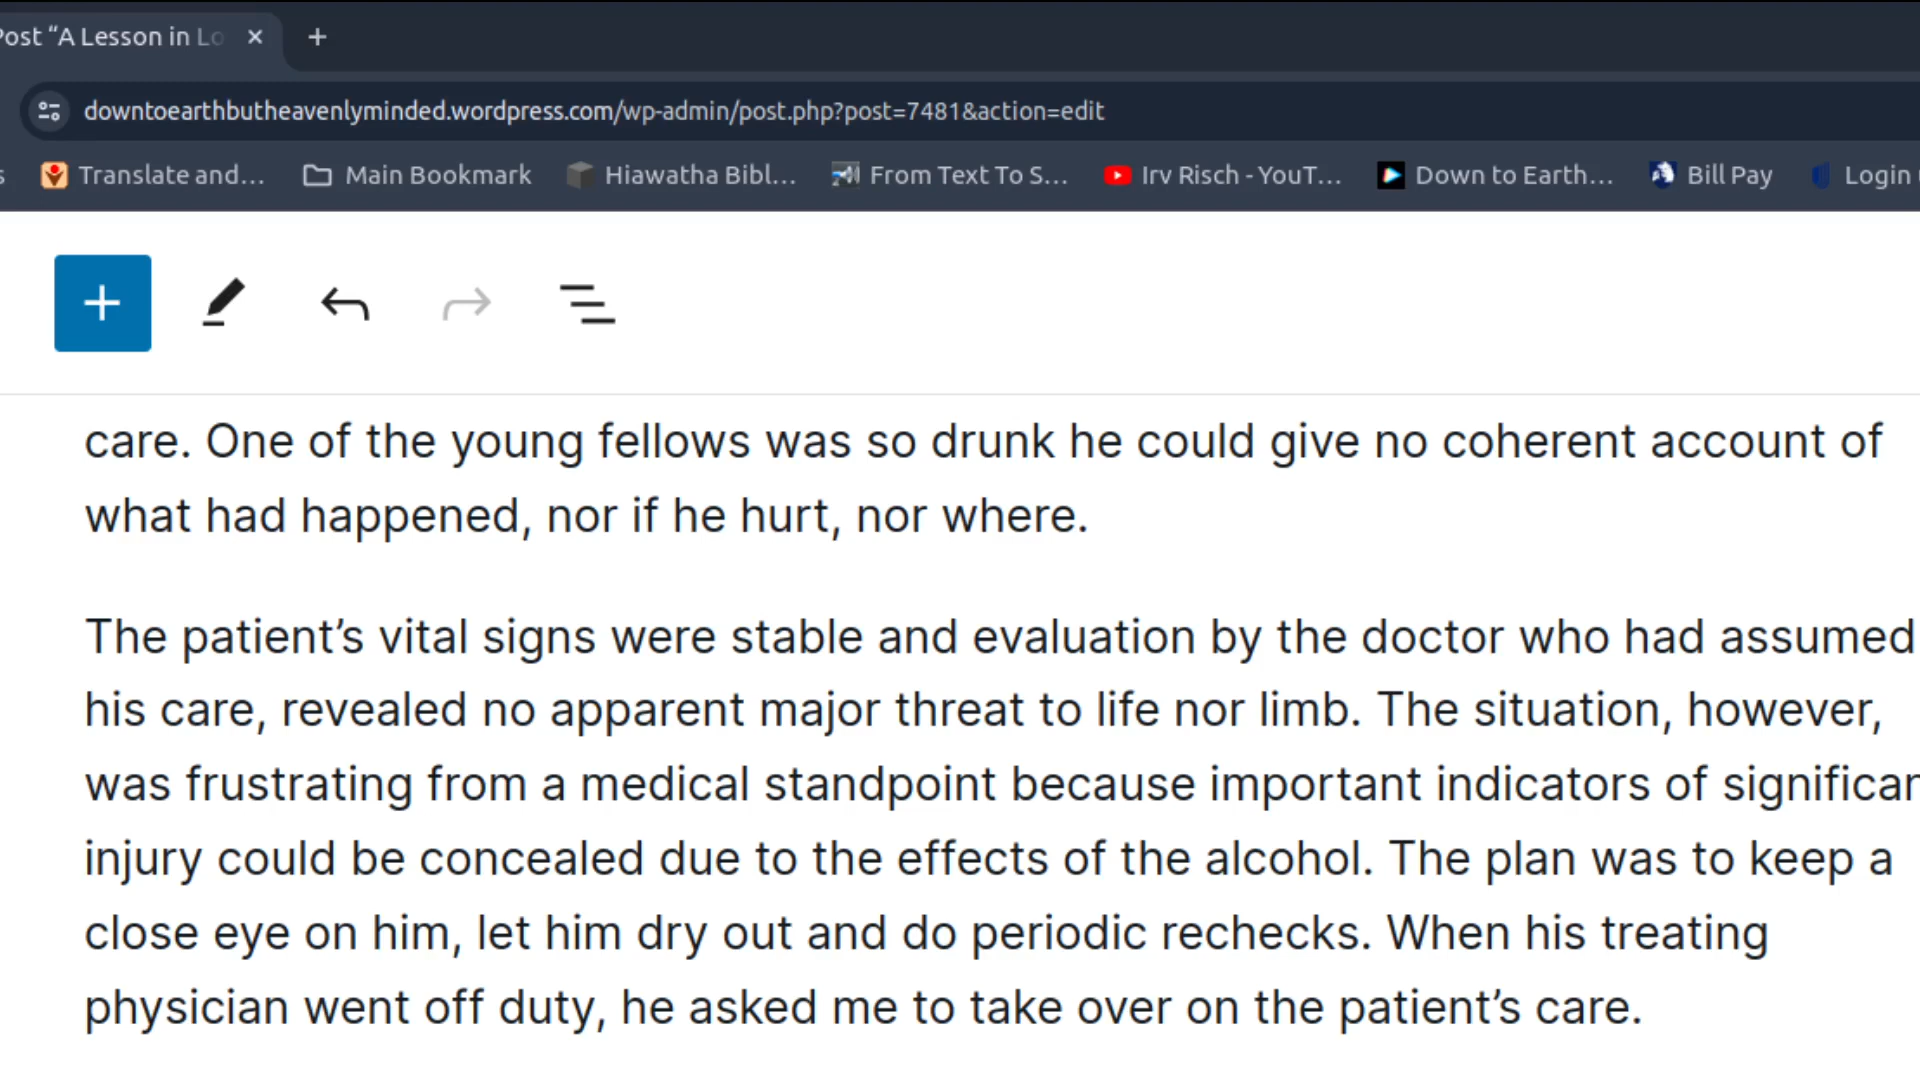 Post “A Lesson in Lo
downtoearthbutheavenlyminded.wordpress.com/wp-admin/post.php?post=7481&action=edit
Translate and... Main Bookmark Hiawatha Bibl... From Text To S... Irv Risch - YouT... Down to Earth... Bill Pay Login
care. One of the young fellows was so drunk he could give no coherent account of
what had happened, nor if he hurt, nor where.
The patient’s vital signs were stable and evaluation by the doctor who had assumed
his care, revealed no apparent major threat to life nor limb. The situation, however,
was frustrating from a medical standpoint because important indicators of significan
injury could be concealed due to the effects of the alcohol. The plan was to keep a
close eye on him, let him dry out and do periodic rechecks. When his treating
physician went off duty, he asked me to take over on the patient’s care.